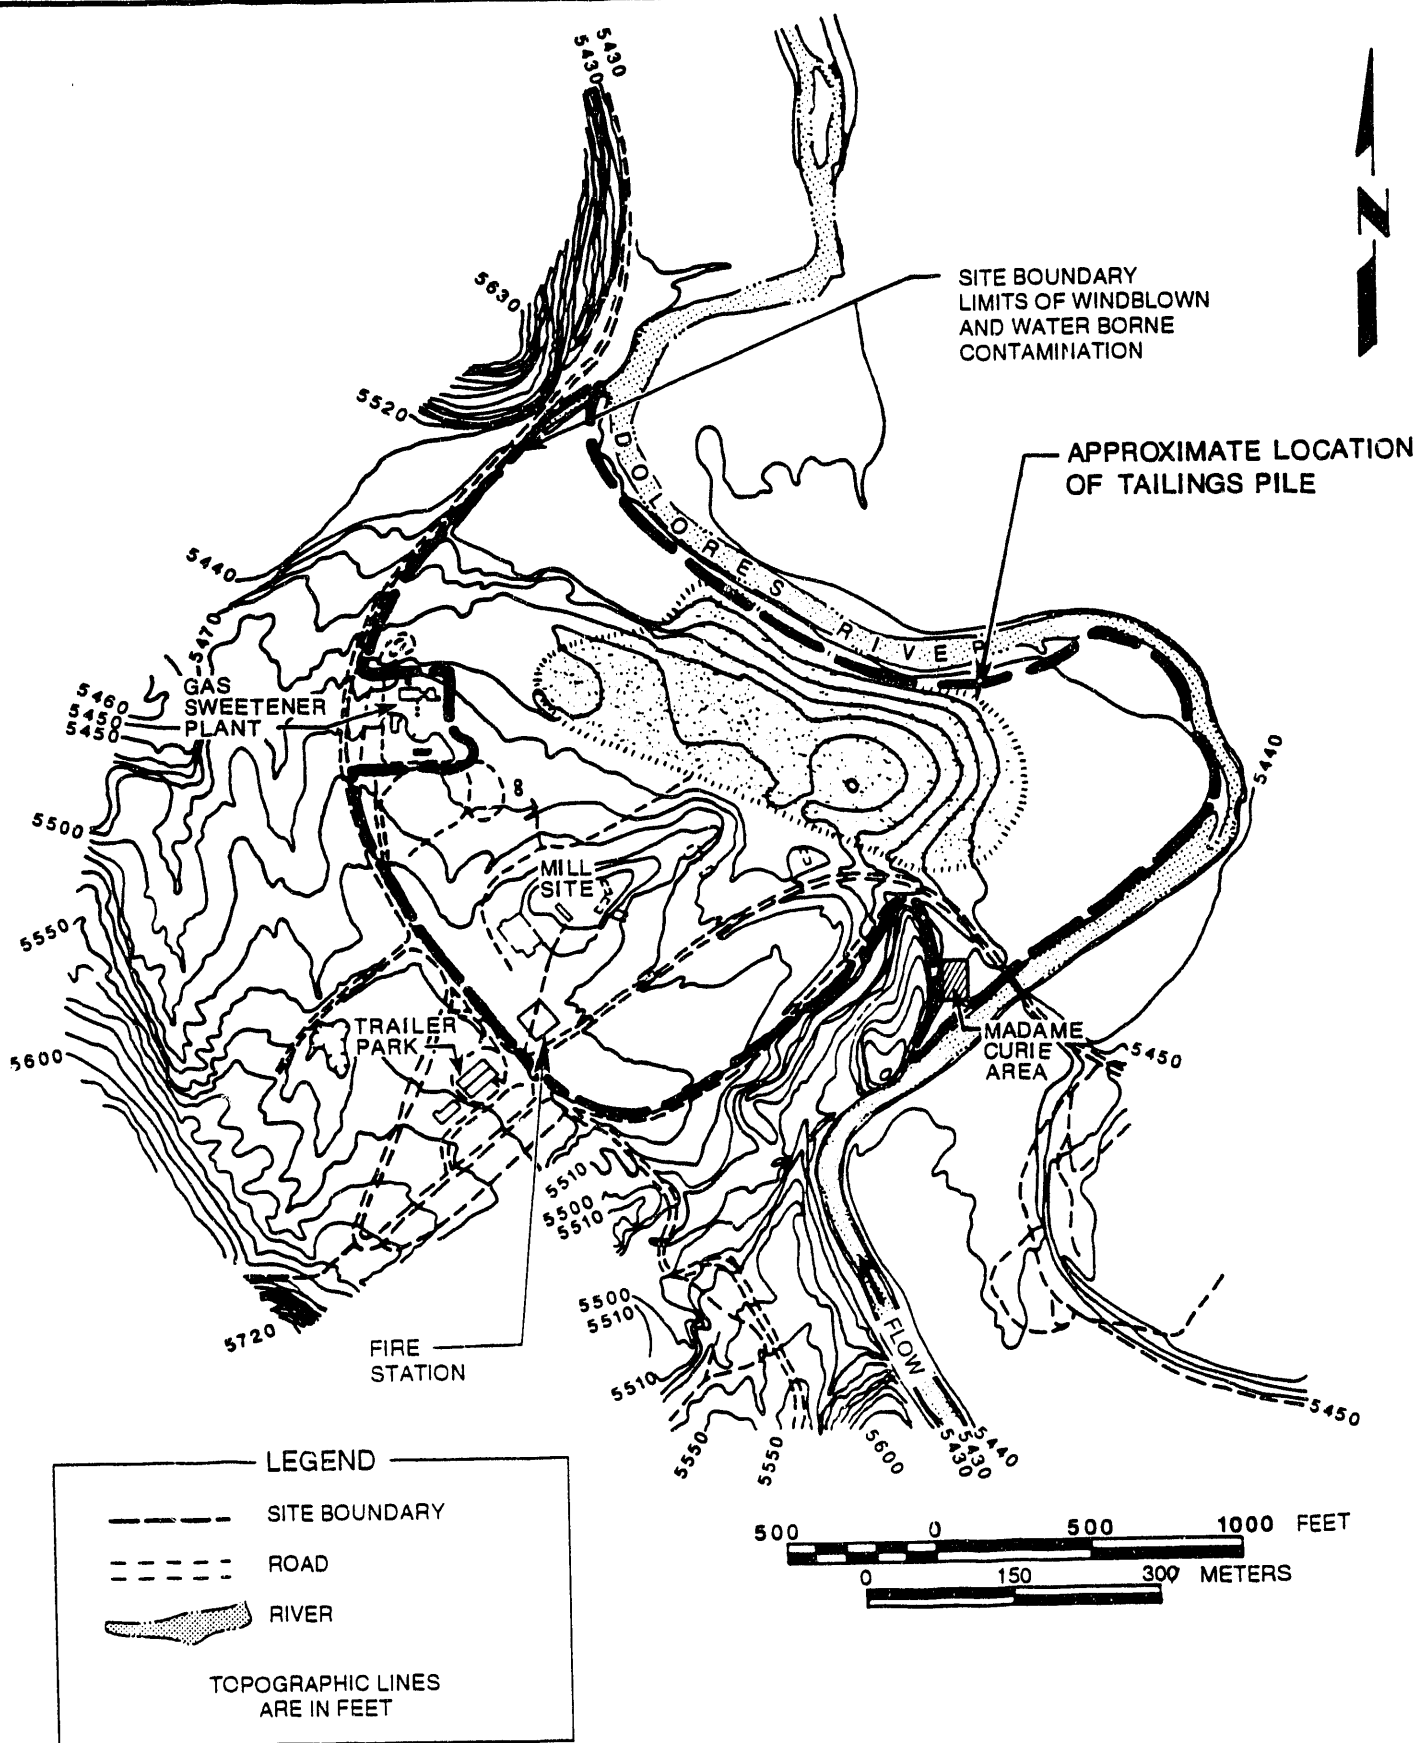 5430
5430
5630
SITE BOUNDARY
LIMITS OF WINDBLOWN
AND WATER BORNE
CONTAMINATION
N
5520
APPROXIMATE LOCATION
OF TAILINGS PILE
DOLORES RIVER
5440
5470
GAS
SWEETENER
PLANT
5460
5450
5450
5440
8
5500
MILL
SITE
5550
TRAILER
PARK
5600
MADAME
CURIE
AREA
5450
5510
5500
5510
5500
5510
5720
FIRE
STATION
FLOW
5510
5450
5550
5550
5600
5430
5430
5440
LEGEND
SITE BOUNDARY
ROAD
RIVER
TOPOGRAPHIC LINES
ARE IN FEET
500 0 500 1000 FEET
0 150 300 METERS